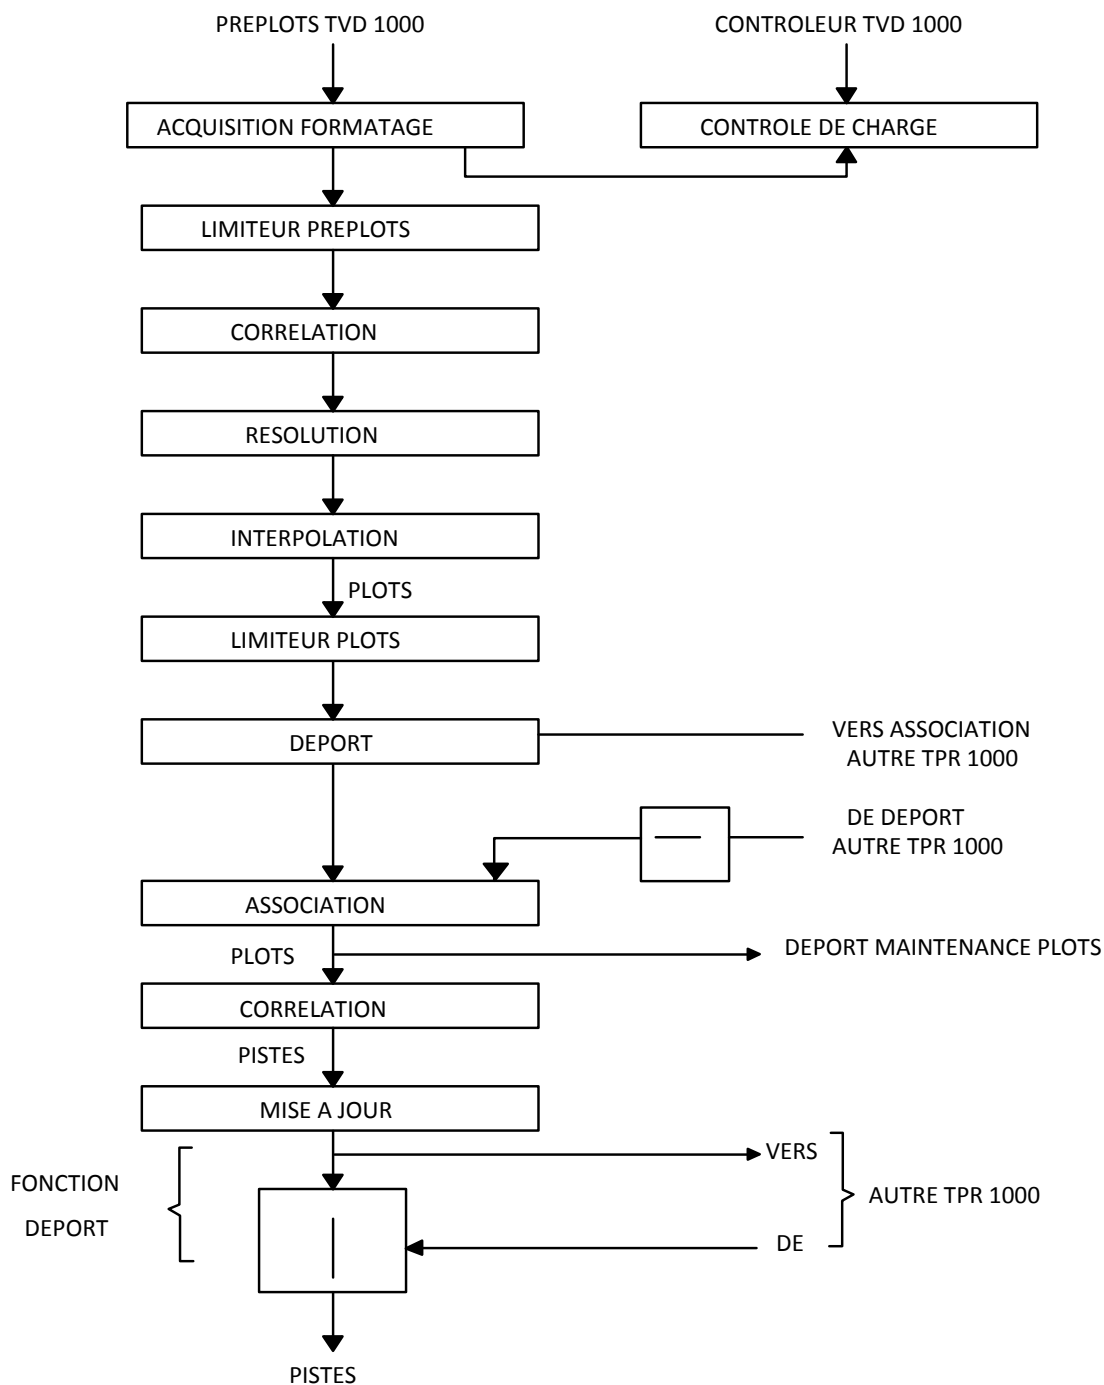 PREPLOTS TVD 1000
CONTROLEUR TVD 1000
ACQUISITION FORMATAGE
CONTROLE DE CHARGE
LIMITEUR PREPLOTS
CORRELATION
RESOLUTION
INTERPOLATION
PLOTS
LIMITEUR PLOTS
DEPORT
VERS ASSOCIATION
AUTRE TPR 1000
DE DEPORT
AUTRE TPR 1000
ASSOCIATION
PLOTS
DEPORT MAINTENANCE PLOTS
CORRELATION
PISTES
MISE A JOUR
VERS
FONCTION
DEPORT
AUTRE TPR 1000
DE
PISTES